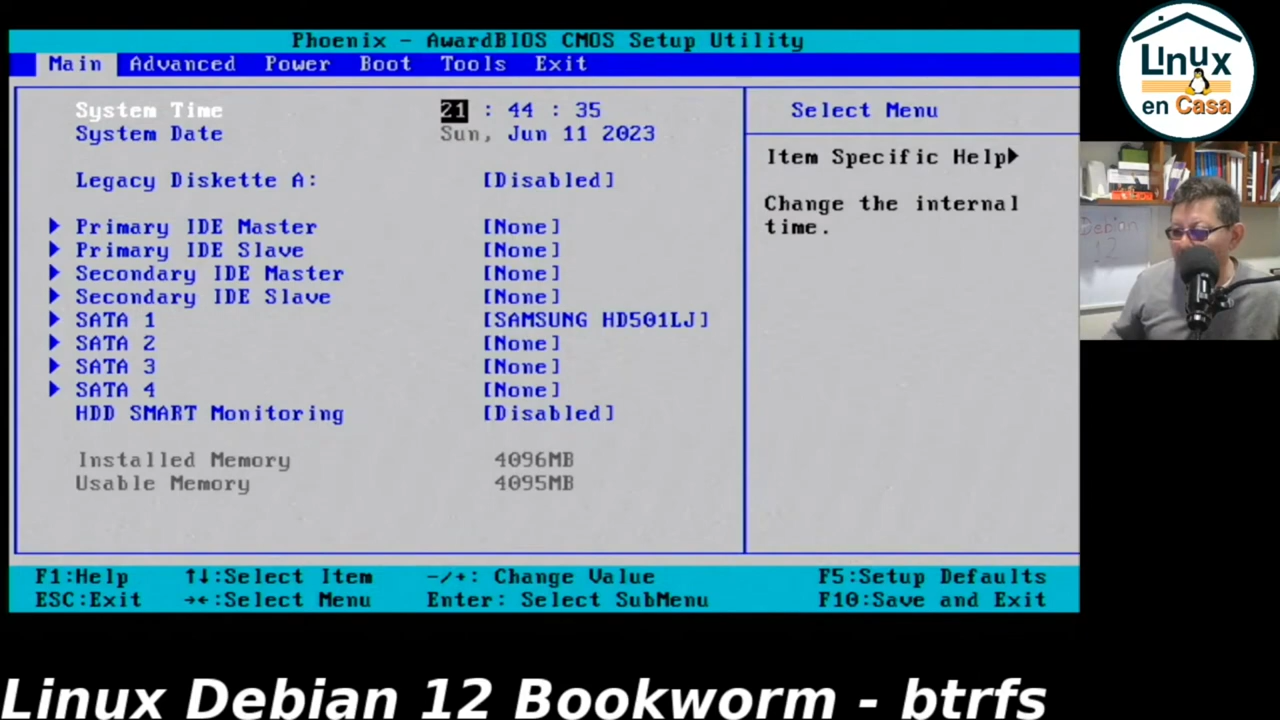 Phoenix - AwardBIOS CMOS Setup Utility
Main Advanced Power Boot Tools Exit
System Time 21 : 44 : 35
System Date Sun, Jun 11 2023
Legacy Diskette A: [Disabled]
Primary IDE Master [None]
Primary IDE Slave [None]
Secondary IDE Master [None]
Secondary IDE Slave [None]
SATA 1 [SAMSUNG HD501LJ]
SATA 2 [None]
SATA 3 [None]
SATA 4 [None]
HDD SMART Monitoring [Disabled]
Installed Memory 4096MB
Usable Memory 4095MB
Select Menu
Item Specific Help
Change the internal
time.
F1:Help ↑↓:Select Item -/+: Change Value F5:Setup Defaults
ESC:Exit →←:Select Menu Enter: Select SubMenu F10:Save and Exit
Linux
en Casa
Debian
12
Linux Debian 12 Bookworm - btrfs